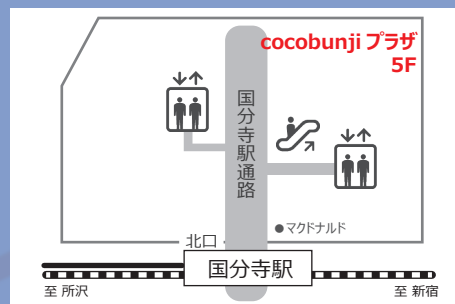 cocobunji プラザ
5F
国分寺駅通路
●マクドナルド
北口
国分寺駅
至 所沢
至 新宿